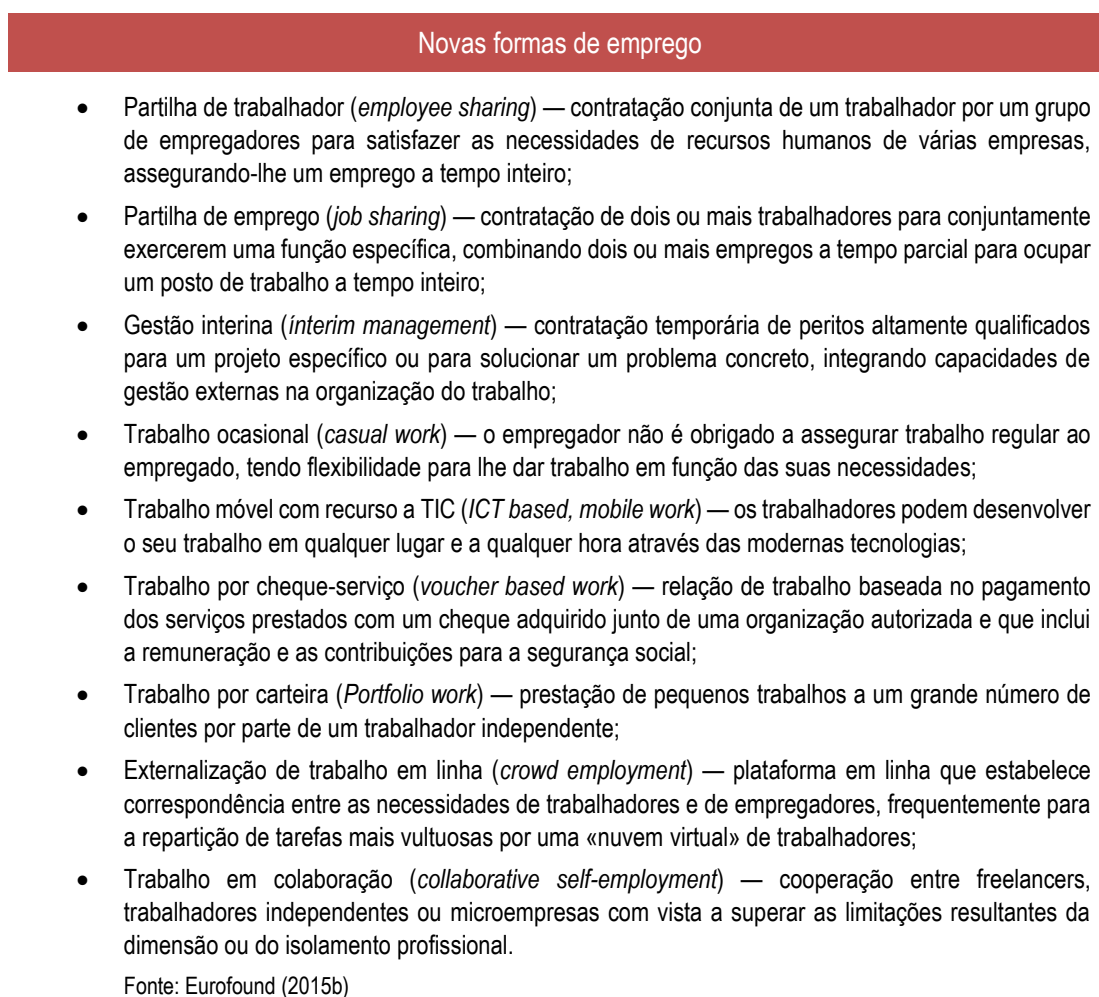 Novas formas de emprego
• Partilha de trabalhador (employee sharing) — contratação conjunta de um trabalhador por um grupo
de empregadores para satisfazer as necessidades de recursos humanos de várias empresas,
assegurando-lhe um emprego a tempo inteiro;
• Partilha de emprego (job sharing) — contratação de dois ou mais trabalhadores para conjuntamente
exercerem uma função específica, combinando dois ou mais empregos a tempo parcial para ocupar
um posto de trabalho a tempo inteiro;
• Gestão interina (ínterim management) — contratação temporária de peritos altamente qualificados
para um projeto específico ou para solucionar um problema concreto, integrando capacidades de
gestão externas na organização do trabalho;
• Trabalho ocasional (casual work) — o empregador não é obrigado a assegurar trabalho regular ao
empregado, tendo flexibilidade para lhe dar trabalho em função das suas necessidades;
• Trabalho móvel com recurso a TIC (ICT based, mobile work) — os trabalhadores podem desenvolver
o seu trabalho em qualquer lugar e a qualquer hora através das modernas tecnologias;
• Trabalho por cheque-serviço (voucher based work) — relação de trabalho baseada no pagamento
dos serviços prestados com um cheque adquirido junto de uma organização autorizada e que inclui
a remuneração e as contribuições para a segurança social;
• Trabalho por carteira (Portfolio work) — prestação de pequenos trabalhos a um grande número de
clientes por parte de um trabalhador independente;
• Externalização de trabalho em linha (crowd employment) — plataforma em linha que estabelece
correspondência entre as necessidades de trabalhadores e de empregadores, frequentemente para
a repartição de tarefas mais vultuosas por uma «nuvem virtual» de trabalhadores;
• Trabalho em colaboração (collaborative self-employment) — cooperação entre freelancers,
trabalhadores independentes ou microempresas com vista a superar as limitações resultantes da
dimensão ou do isolamento profissional.
Fonte: Eurofound (2015b)